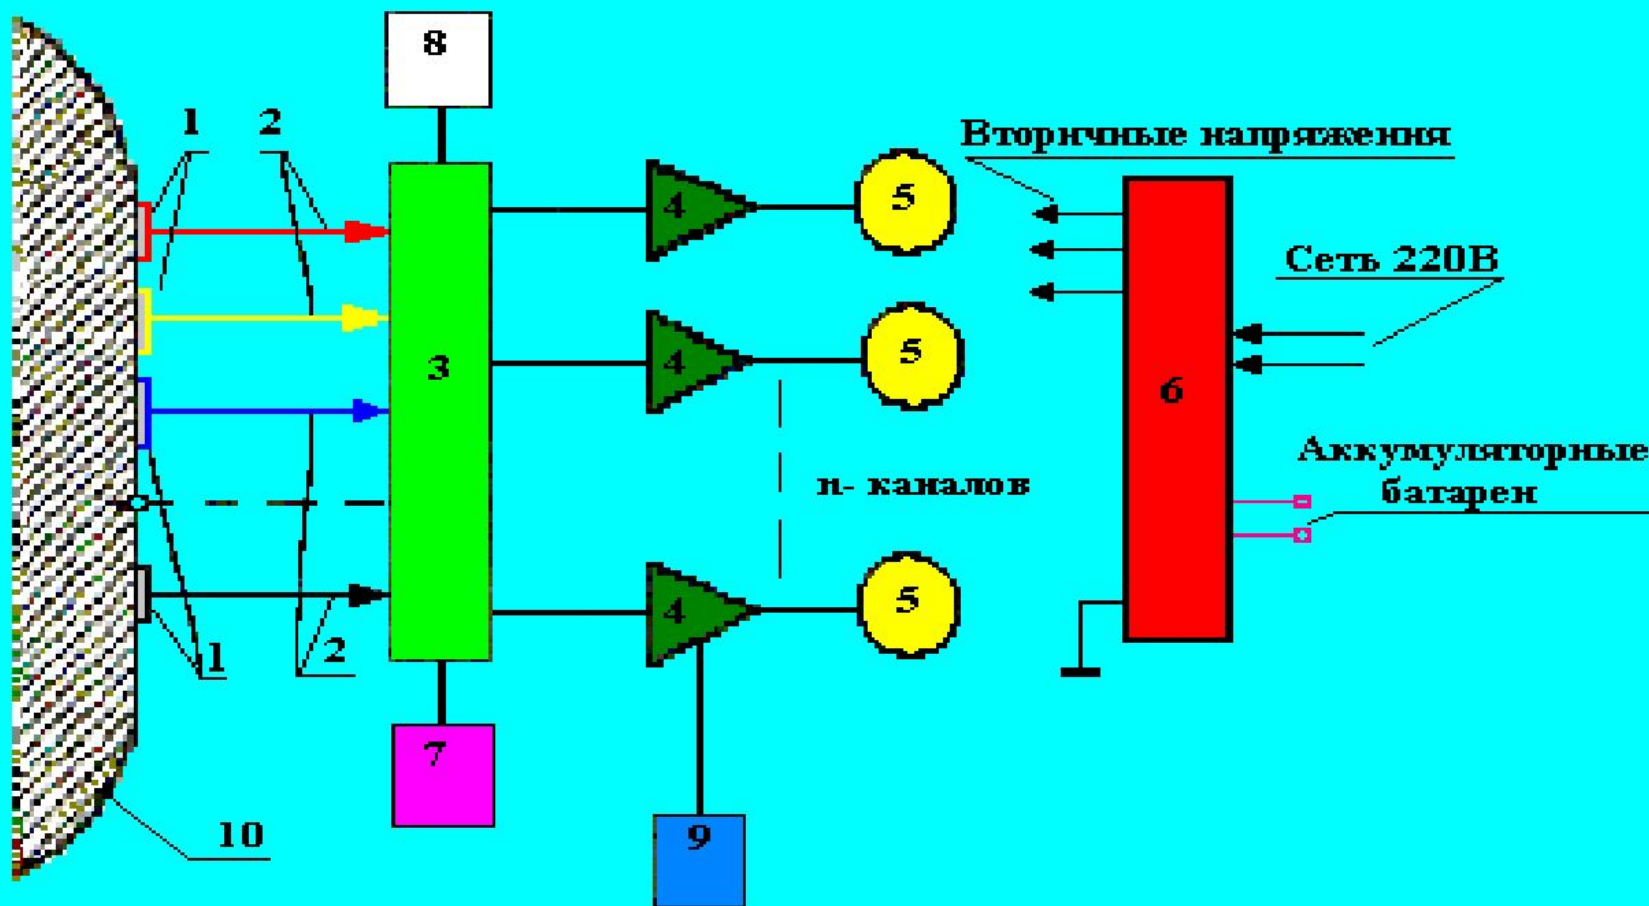 8
1 2
Вторичные напряжения
4 5
Сеть 220В
3 4 5
6
Аккумуляторные
батареи
n- каналов
4 5
1 2
7
10
9